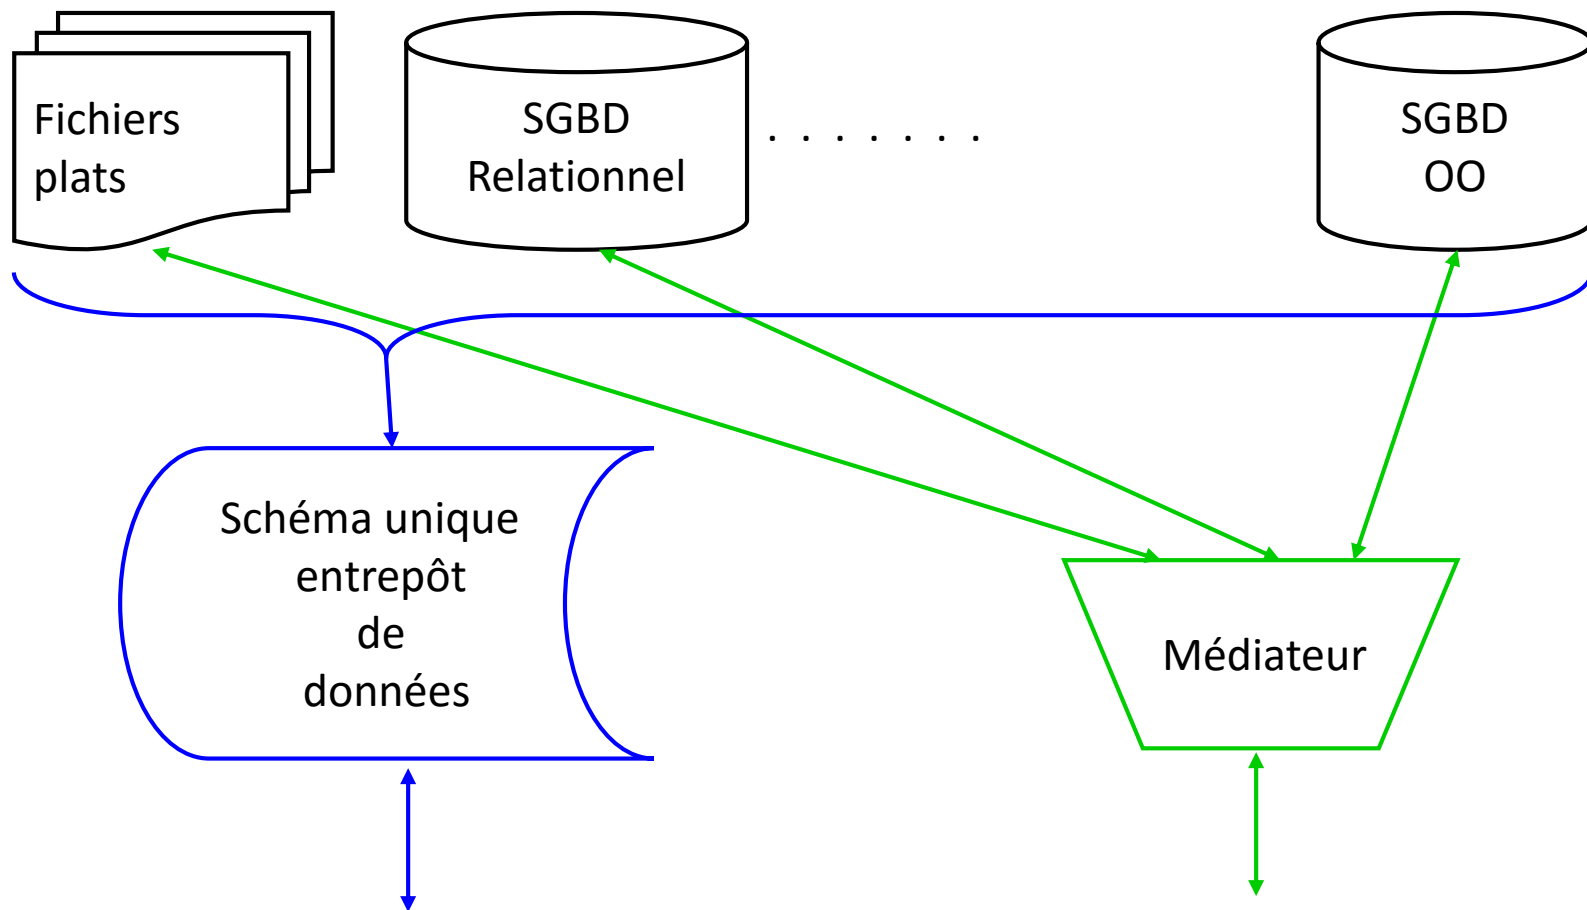 Fichiers
plats
SGBD
Relationnel
. . . . . . .
SGBD
OO
Schéma unique
entrepôt
de
données
Médiateur